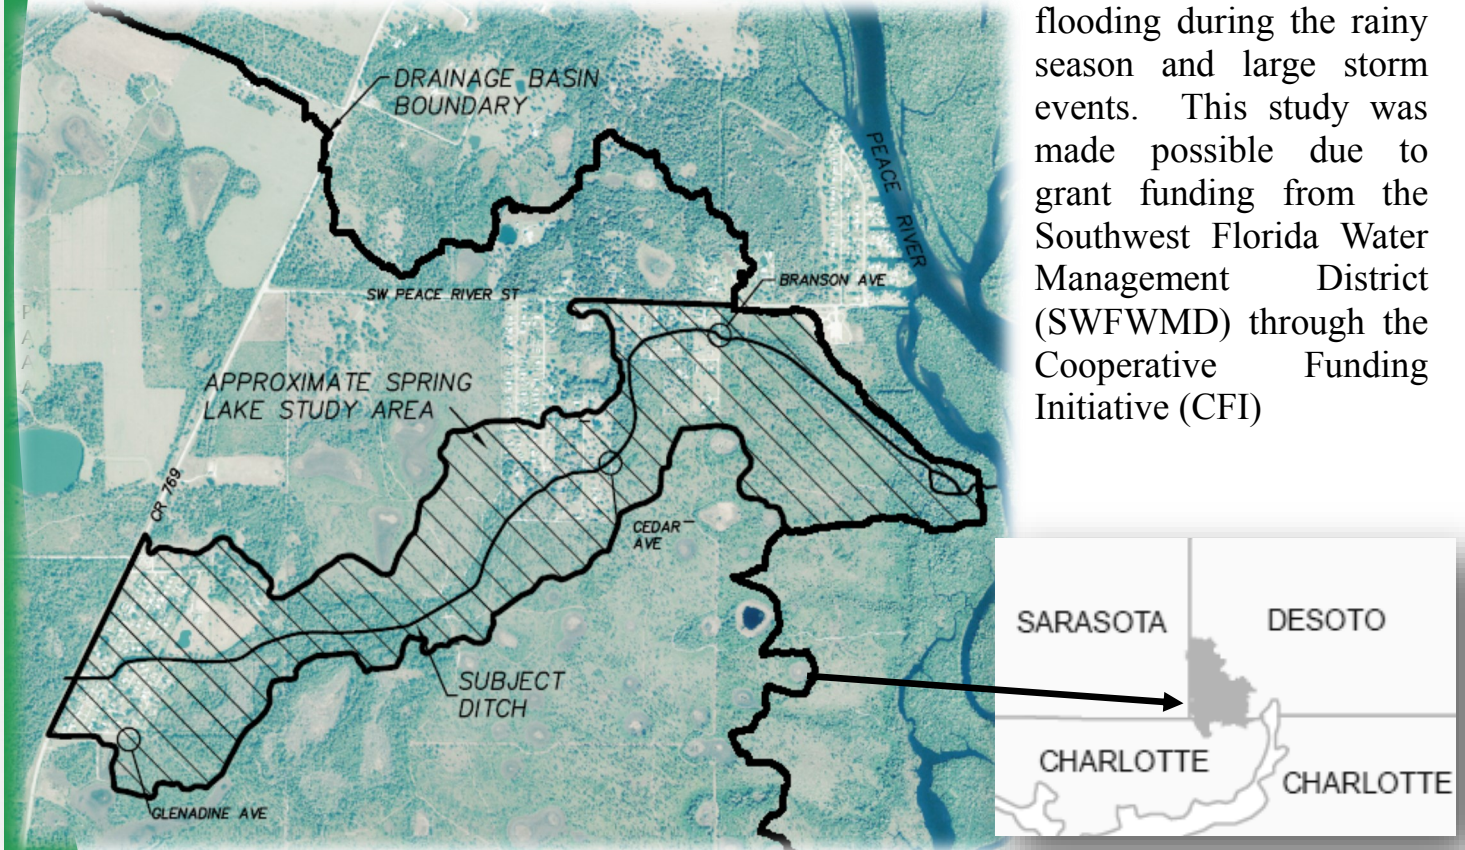 DRAINAGE BASIN
BOUNDARY
PEACE RIVER
BRANSON AVE
SW PEACE RIVER ST
APPROXIMATE SPRING
LAKE STUDY AREA
CR 769
CEDAR
AVE
SUBJECT
DITCH
GLENADINE AVE
flooding during the rainy
season and large storm
events. This study was
made possible due to
grant funding from the
Southwest Florida Water
Management District
(SWFWMD) through the
Cooperative Funding
Initiative (CFI)
SARASOTA
DESOTO
CHARLOTTE
CHARLOTTE